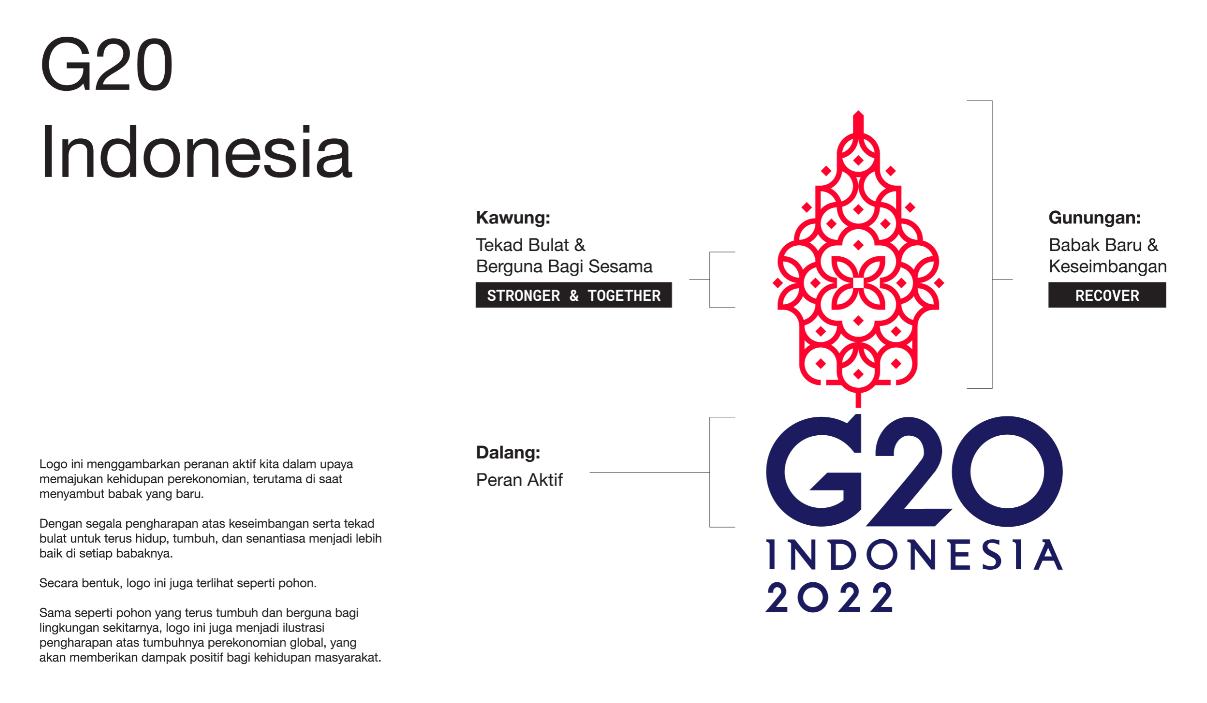 G20
Indonesia
Kawung:
Tekad Bulat &
Berguna Bagi Sesama
STRONGER & TOGETHER
Gunungan:
Babak Baru &
Keseimbangan
RECOVER
Dalang:
Peran Aktif
G20
INDONESIA
2022
Logo ini menggambarkan peranan aktif kita dalam upaya
memajukan kehidupan perekonomian, terutama di saat
menyambut babak yang baru.
Dengan segala pengharapan atas keseimbangan serta tekad
bulat untuk terus hidup, tumbuh, dan senantiasa menjadi lebih
baik di setiap babaknya.
Secara bentuk, logo ini juga terlihat seperti pohon.
Sama seperti pohon yang terus tumbuh dan berguna bagi
lingkungan sekitarnya, logo ini juga menjadi ilustrasi
pengharapan atas tumbuhnya perekonomian global, yang
akan memberikan dampak positif bagi kehidupan masyarakat.